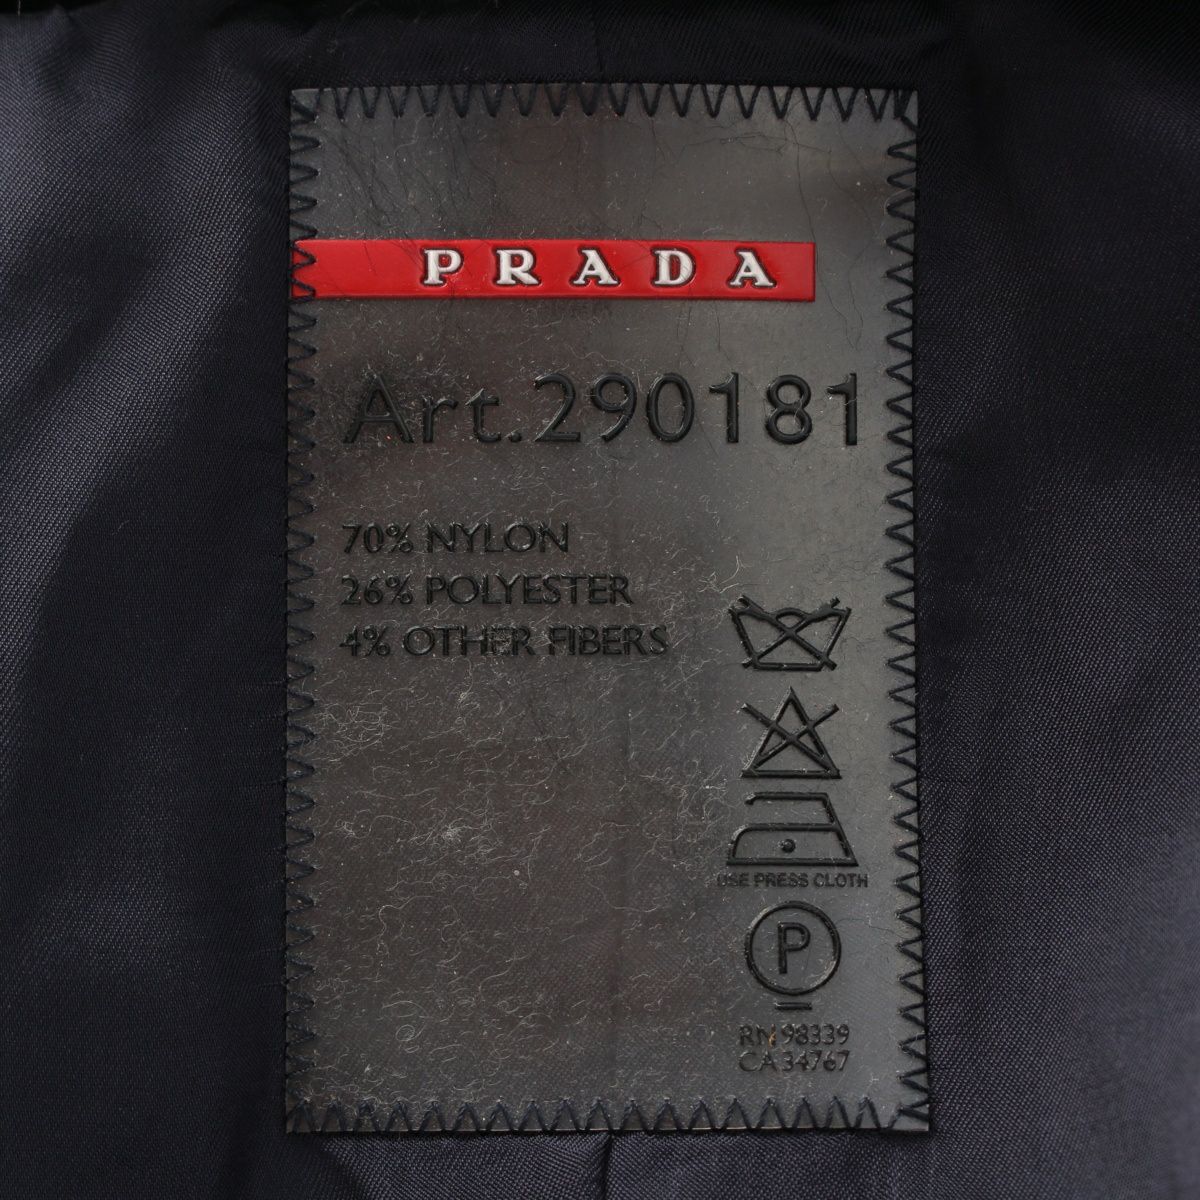 PRADA
Art.290181
70% NYLON
26% POLYESTER
4% OTHER FIBERS
USE PRESS CLOTH
P
RN 98339
CA 34767